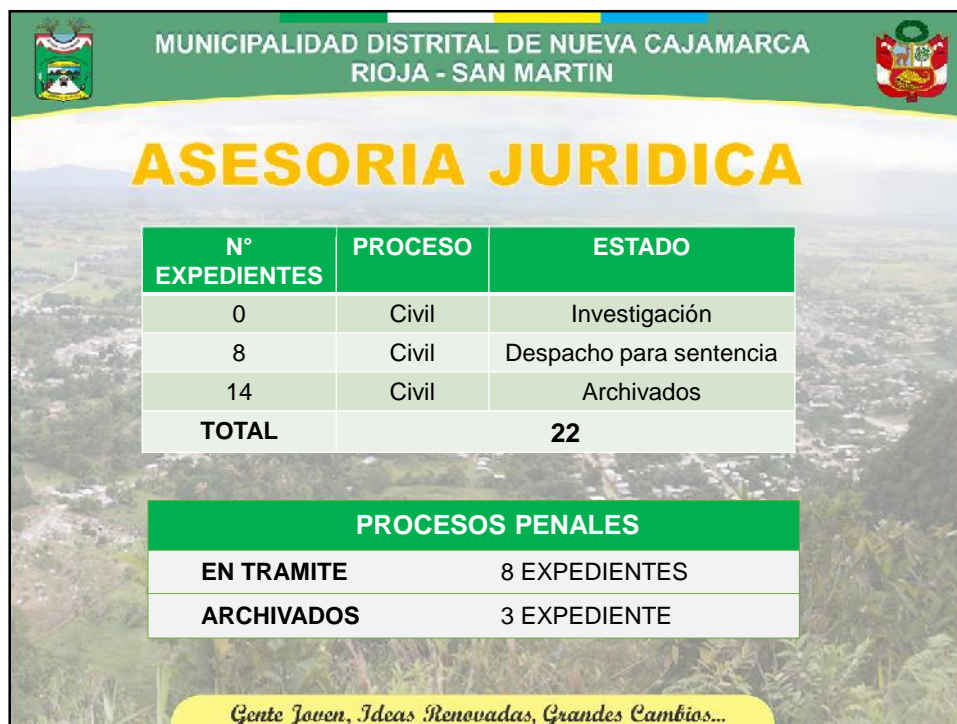 MUNICIPALIDAD DISTRITAL DE NUEVA CAJAMARCA
RIOJA - SAN MARTIN
ASESORIA JURIDICA
N° EXPEDIENTES PROCESO ESTADO
0 Civil Investigación
8 Civil Despacho para sentencia
14 Civil Archivados
TOTAL 22
PROCESOS PENALES
EN TRAMITE 8 EXPEDIENTES
ARCHIVADOS 3 EXPEDIENTE
Gente Joven, Ideas Renovadas, Grandes Cambios...